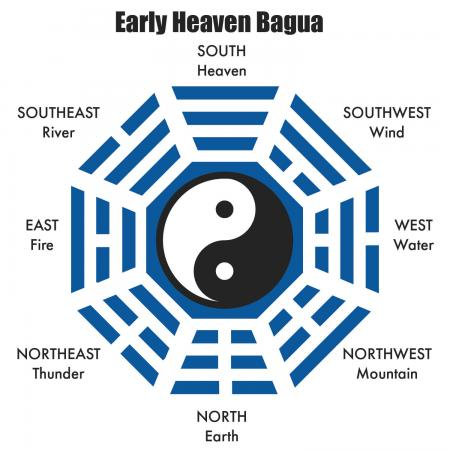 Early Heaven Bagua
SOUTH
Heaven
SOUTHEAST
River
SOUTHWEST
Wind
EAST
Fire
WEST
Water
NORTHEAST
Thunder
NORTHWEST
Mountain
NORTH
Earth